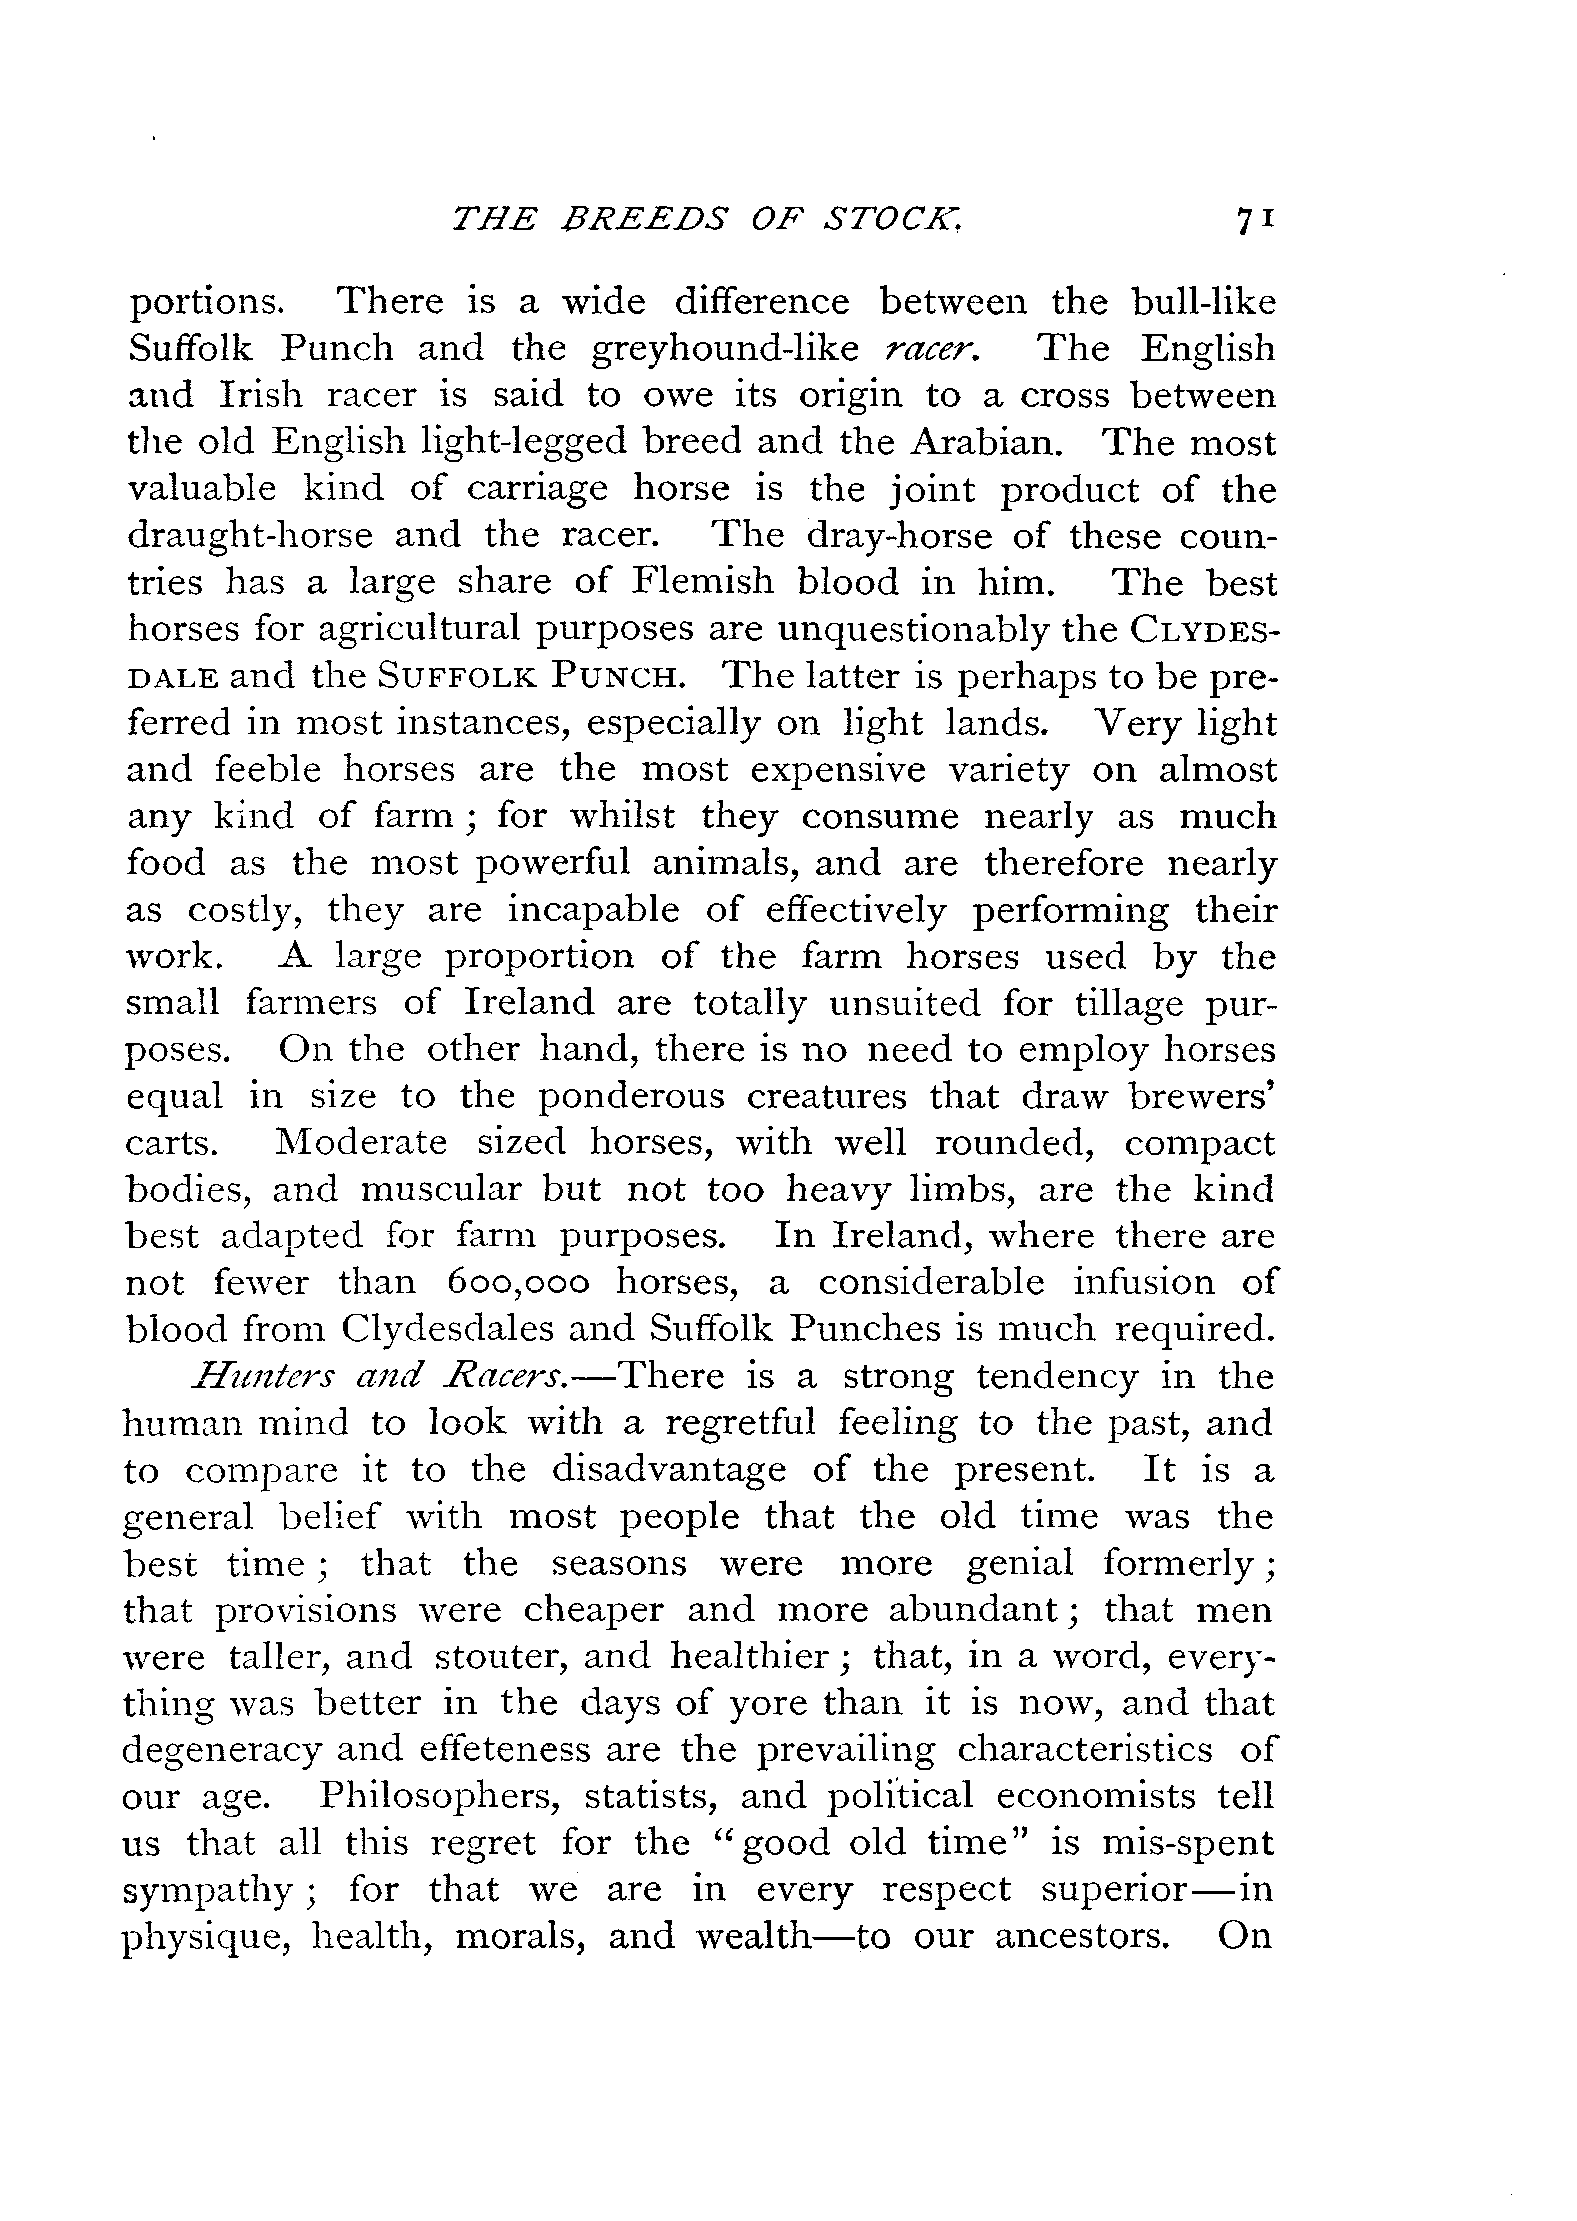 THE BREEDS OF STOCK. 71
portions. There is a wide difference between the bull-like
Suffolk Punch and the greyhound-like racer. The English
and Irish racer is said to owe its origin to a cross between
the old English light-legged breed and the Arabian. The most
valuable kind of carriage horse is the joint product of the
draught-horse and the racer. The dray-horse of these coun-
tries has a large share of Flemish blood in him. The best
horses for agricultural purposes are unquestionably the CLYDES-
DALE and the SUFFOLK PUNCH. The latter is perhaps to be pre-
ferred in most instances, especially on light lands. Very light
and feeble horses are the most expensive variety on almost
any kind of farm ; for whilst they consume nearly as much
food as the most powerful animals, and are therefore nearly
as costly, they are incapable of effectively performing their
work. A large proportion of the farm horses used by the
small farmers of Ireland are totally unsuited for tillage pur-
poses. On the other hand, there is no need to employ horses
equal in size to the ponderous creatures that draw brewers'
carts. Moderate sized horses, with well rounded, compact
bodies, and muscular but not too heavy limbs, are the kind
best adapted for farm purposes. In Ireland, where there are
not fewer than 600,000 horses, a considerable infusion of
blood from Clydesdales and Suffolk Punches is much required.
Hunters and Racers.—There is a strong tendency in the
human mind to look with a regretful feeling to the past, and
to compare it to the disadvantage of the present. It is a
general belief with most people that the old time was the
best time ; that the seasons were more genial formerly ;
that provisions were cheaper and more abundant ; that men
were taller, and stouter, and healthier ; that, in a word, every-
thing was better in the days of yore than it is now, and that
degeneracy and effeteness are the prevailing characteristics of
our age. Philosophers, statists, and political economists tell
us that all this regret for the "good old time" is mis-spent
sympathy ; for that we are in every respect superior—in
physique, health, morals, and wealth—to our ancestors. On